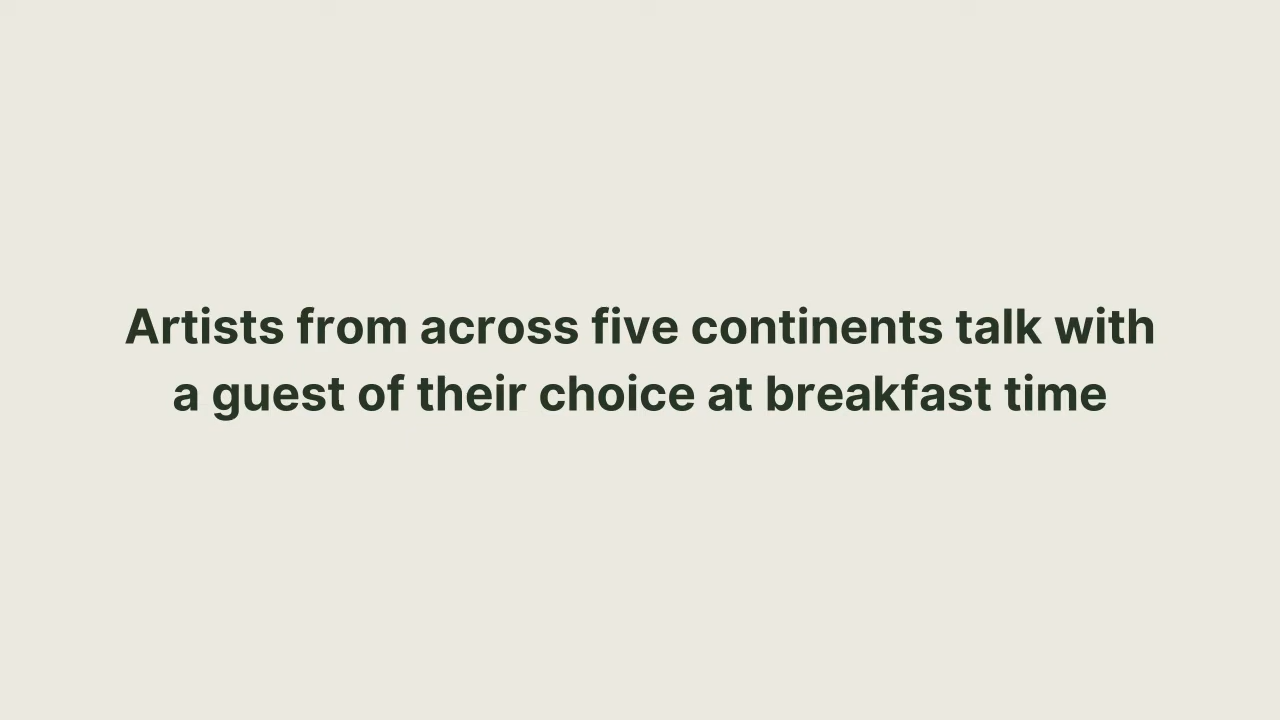 Artists from across five continents talk with
a guest of their choice at breakfast time